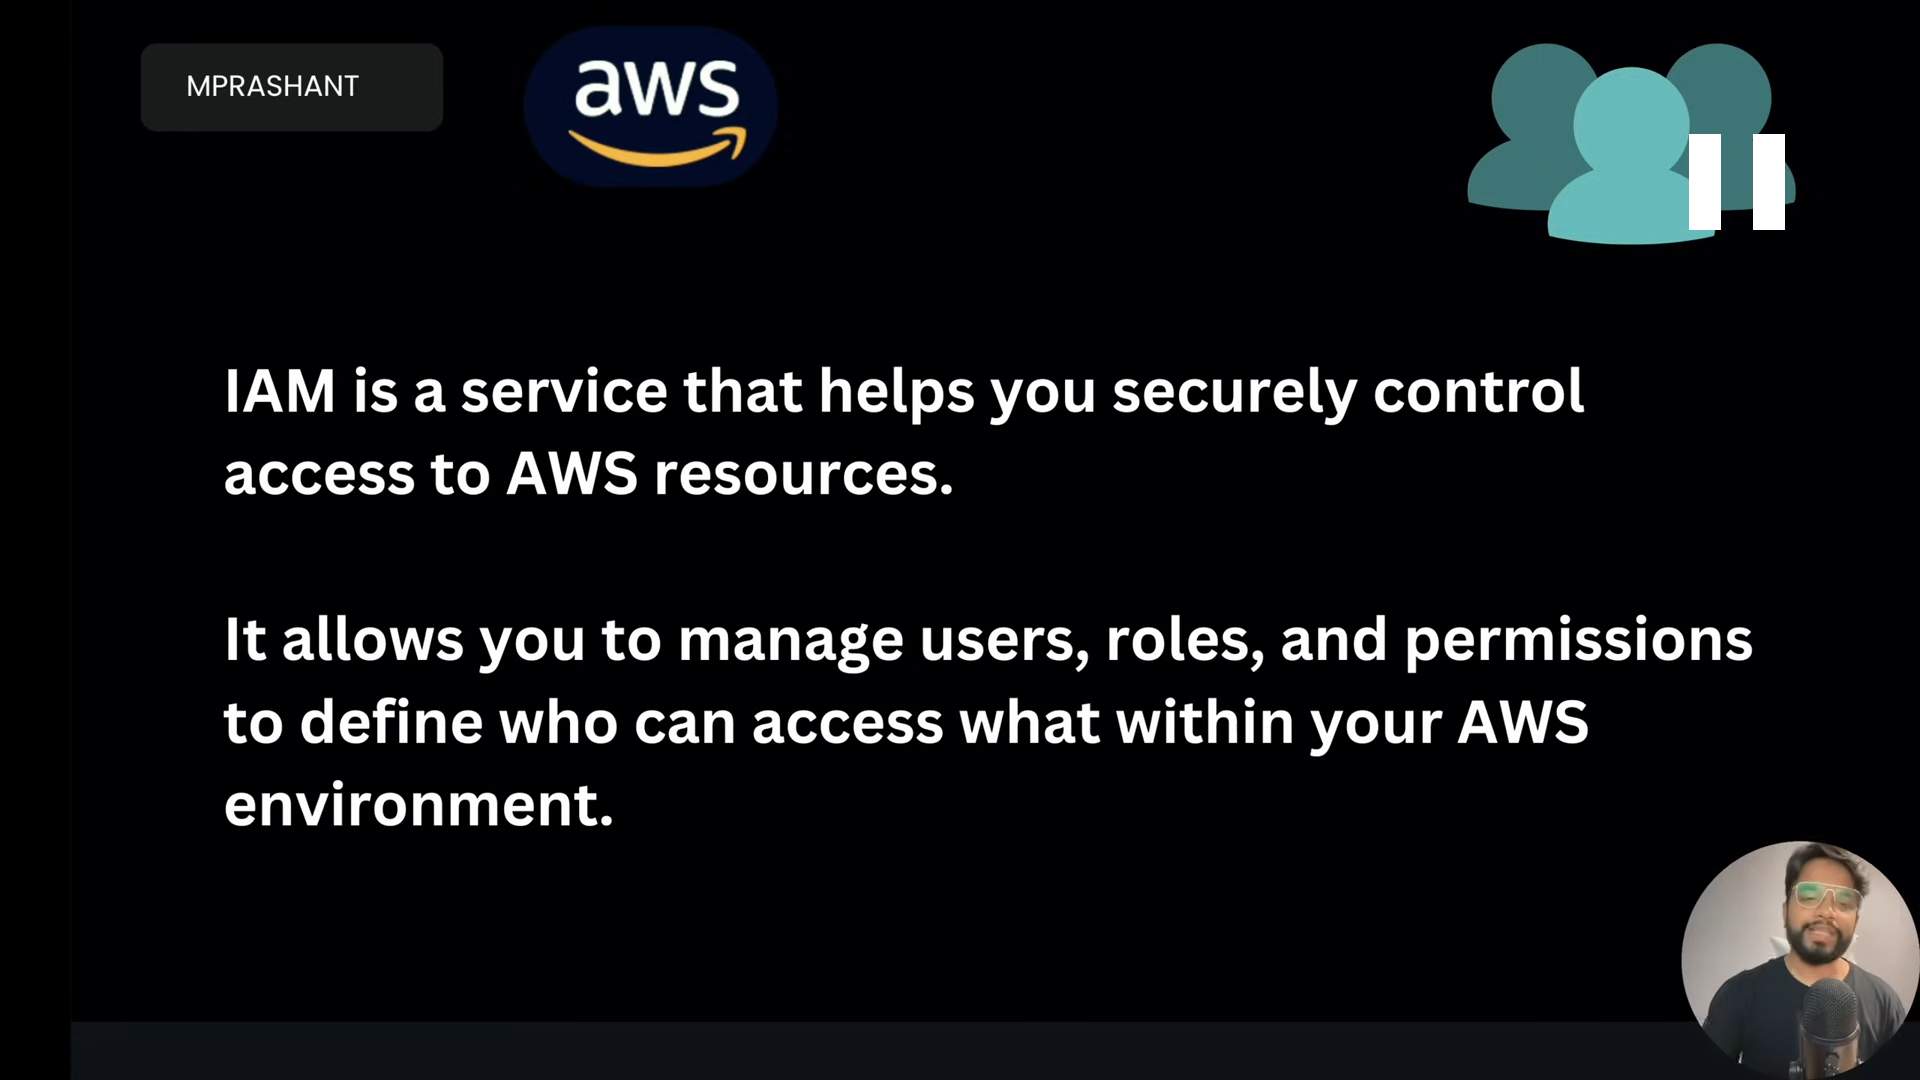 MPRASHANT
aws
IAM is a service that helps you securely control
access to AWS resources.
It allows you to manage users, roles, and permissions
to define who can access what within your AWS
environment.